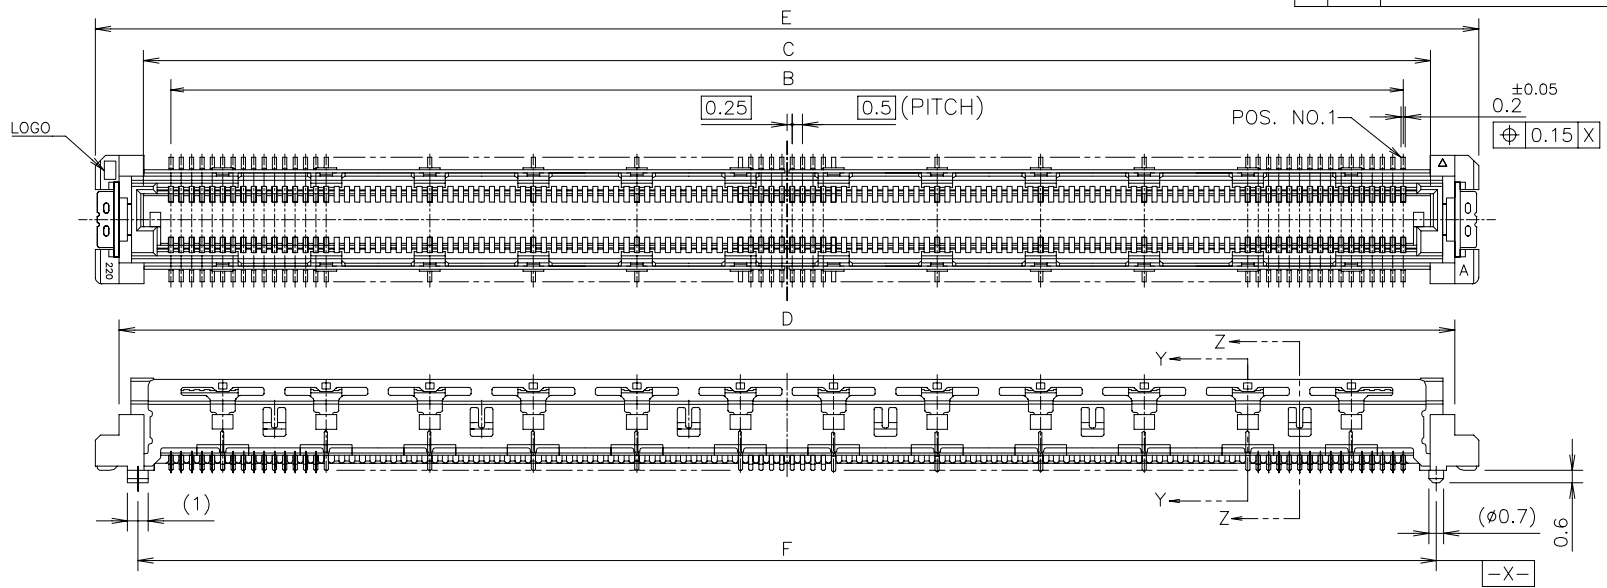 E
C
B
0.25
0.5 (PITCH)
±0.05
0.2
POS. NO.1
⌖ 0.15 X
LOGO
220
A
D
Z
Y
Y
Z
(1)
(ø0.7)
0.6
F
-X-